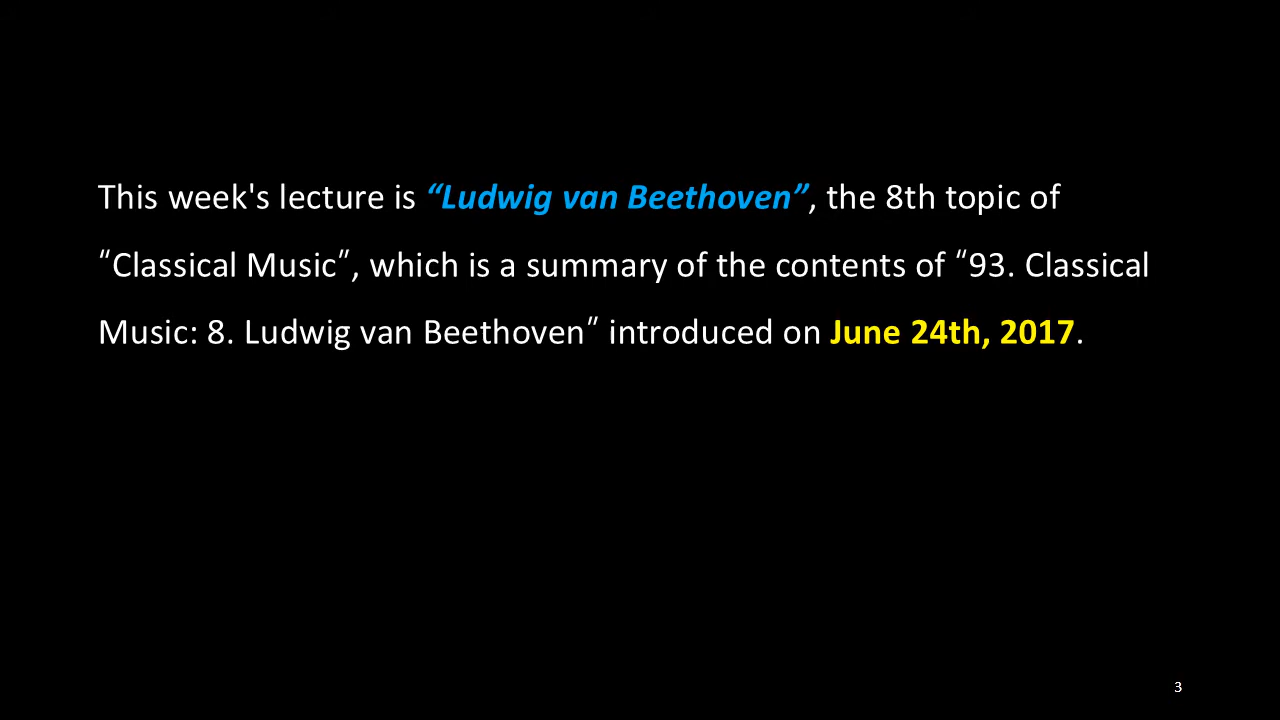 This week's lecture is “Ludwig van Beethoven”, the 8th topic of
“Classical Music”, which is a summary of the contents of “93. Classical
Music: 8. Ludwig van Beethoven” introduced on June 24th, 2017.
3